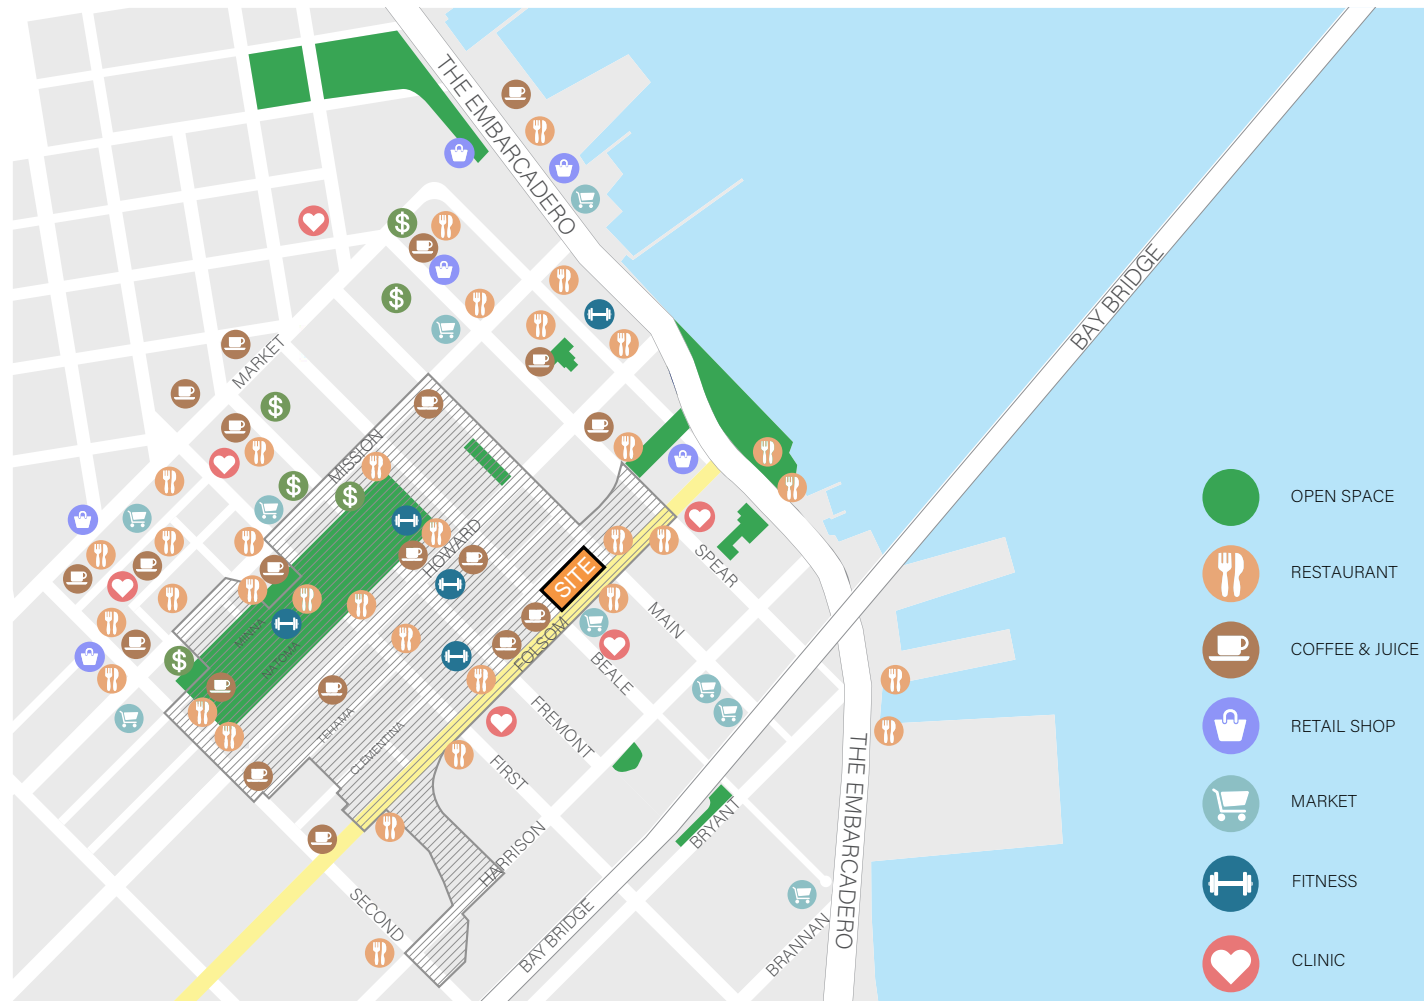 THE EMBARCADERO
BAY BRIDGE
MARKET
MISSION
OPEN SPACE
HOWARD
SITE
SPEAR
RESTAURANT
MAIN
MINNA
NATOMA
FOLSOM
BEALE
COFFEE & JUICE
TEHAMA
CLEMENTINA
FREMONT
FIRST
RETAIL SHOP
THE EMBARCADERO
MARKET
BRYANT
HARRISON
SECOND
FITNESS
BAY BRIDGE
BRANNAN
CLINIC
$
$
$
$
$
$